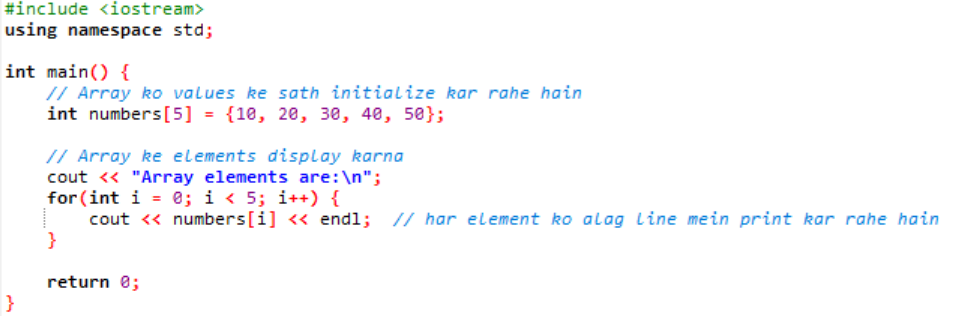 #include <iostream>
using namespace std;

int main() {
    // Array ko values ke sath initialize kar rahe hain
    int numbers[5] = {10, 20, 30, 40, 50};

    // Array ke elements display karna
    cout << "Array elements are:\n";
    for(int i = 0; i < 5; i++) {
        cout << numbers[i] << endl;  // har element ko alag line mein print kar rahe hain
    }

    return 0;
}